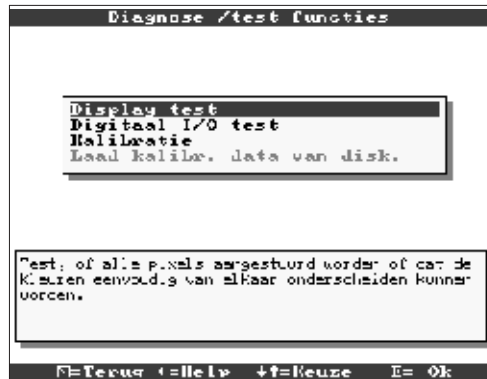 Diagnose /test functies
Display test
Digitaal I/O test
Kalibratie
Laad kalibr. data van disk.
Test, of alle pixels aangestuurd worden of dat de
kleuren eenvoudig van elkaar onderscheiden kunnen
worden.
=Terug =Help ↓↑=Keuze E= Ok